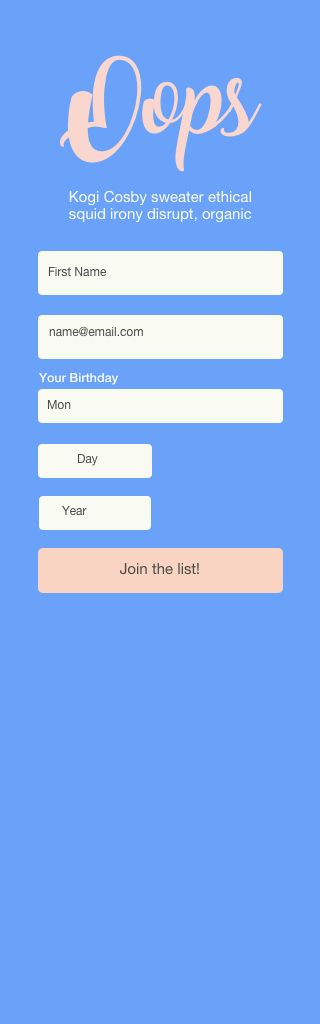 Oops
Kogi Cosby sweater ethical
squid irony disrupt, organic
First Name
name@email.com
Your Birthday
Mon
Day
Year
Join the list!